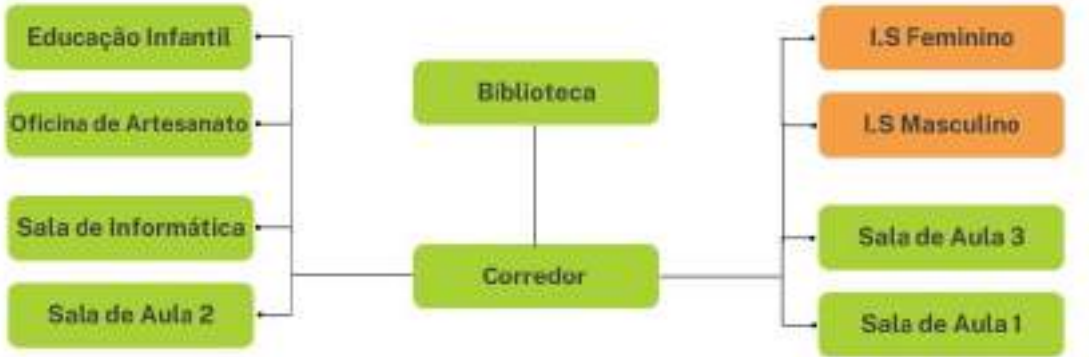 Educação Infantil
Oficina de Artesanato
Sala de Informática
Sala de Aula 2
Biblioteca
Corredor
I.S Feminino
I.S Masculino
Sala de Aula 3
Sala de Aula 1